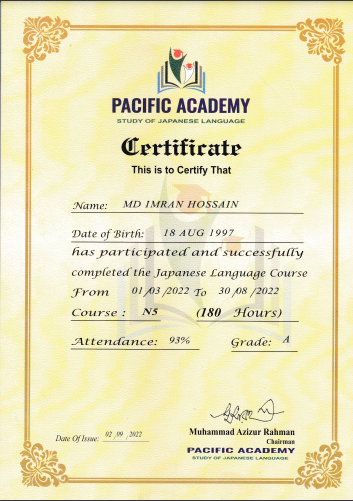 PACIFIC ACADEMY
STUDY OF JAPANESE LANGUAGE
Certificate
This is to Certify That
Name: MD IMRAN HOSSAIN
Date of Birth: 18 AUG 1997
has participated and successfully
completed the Japanese Language Course
From 01/03/2022 To 30/08/2022
Course : N5 (180 Hours)
Attendance: 93% Grade: A
Muhammad Azizur Rahman
Chairman
PACIFIC ACADEMY
STUDY OF JAPANESE LANGUAGE
Date Of Issue: 02/09/2022